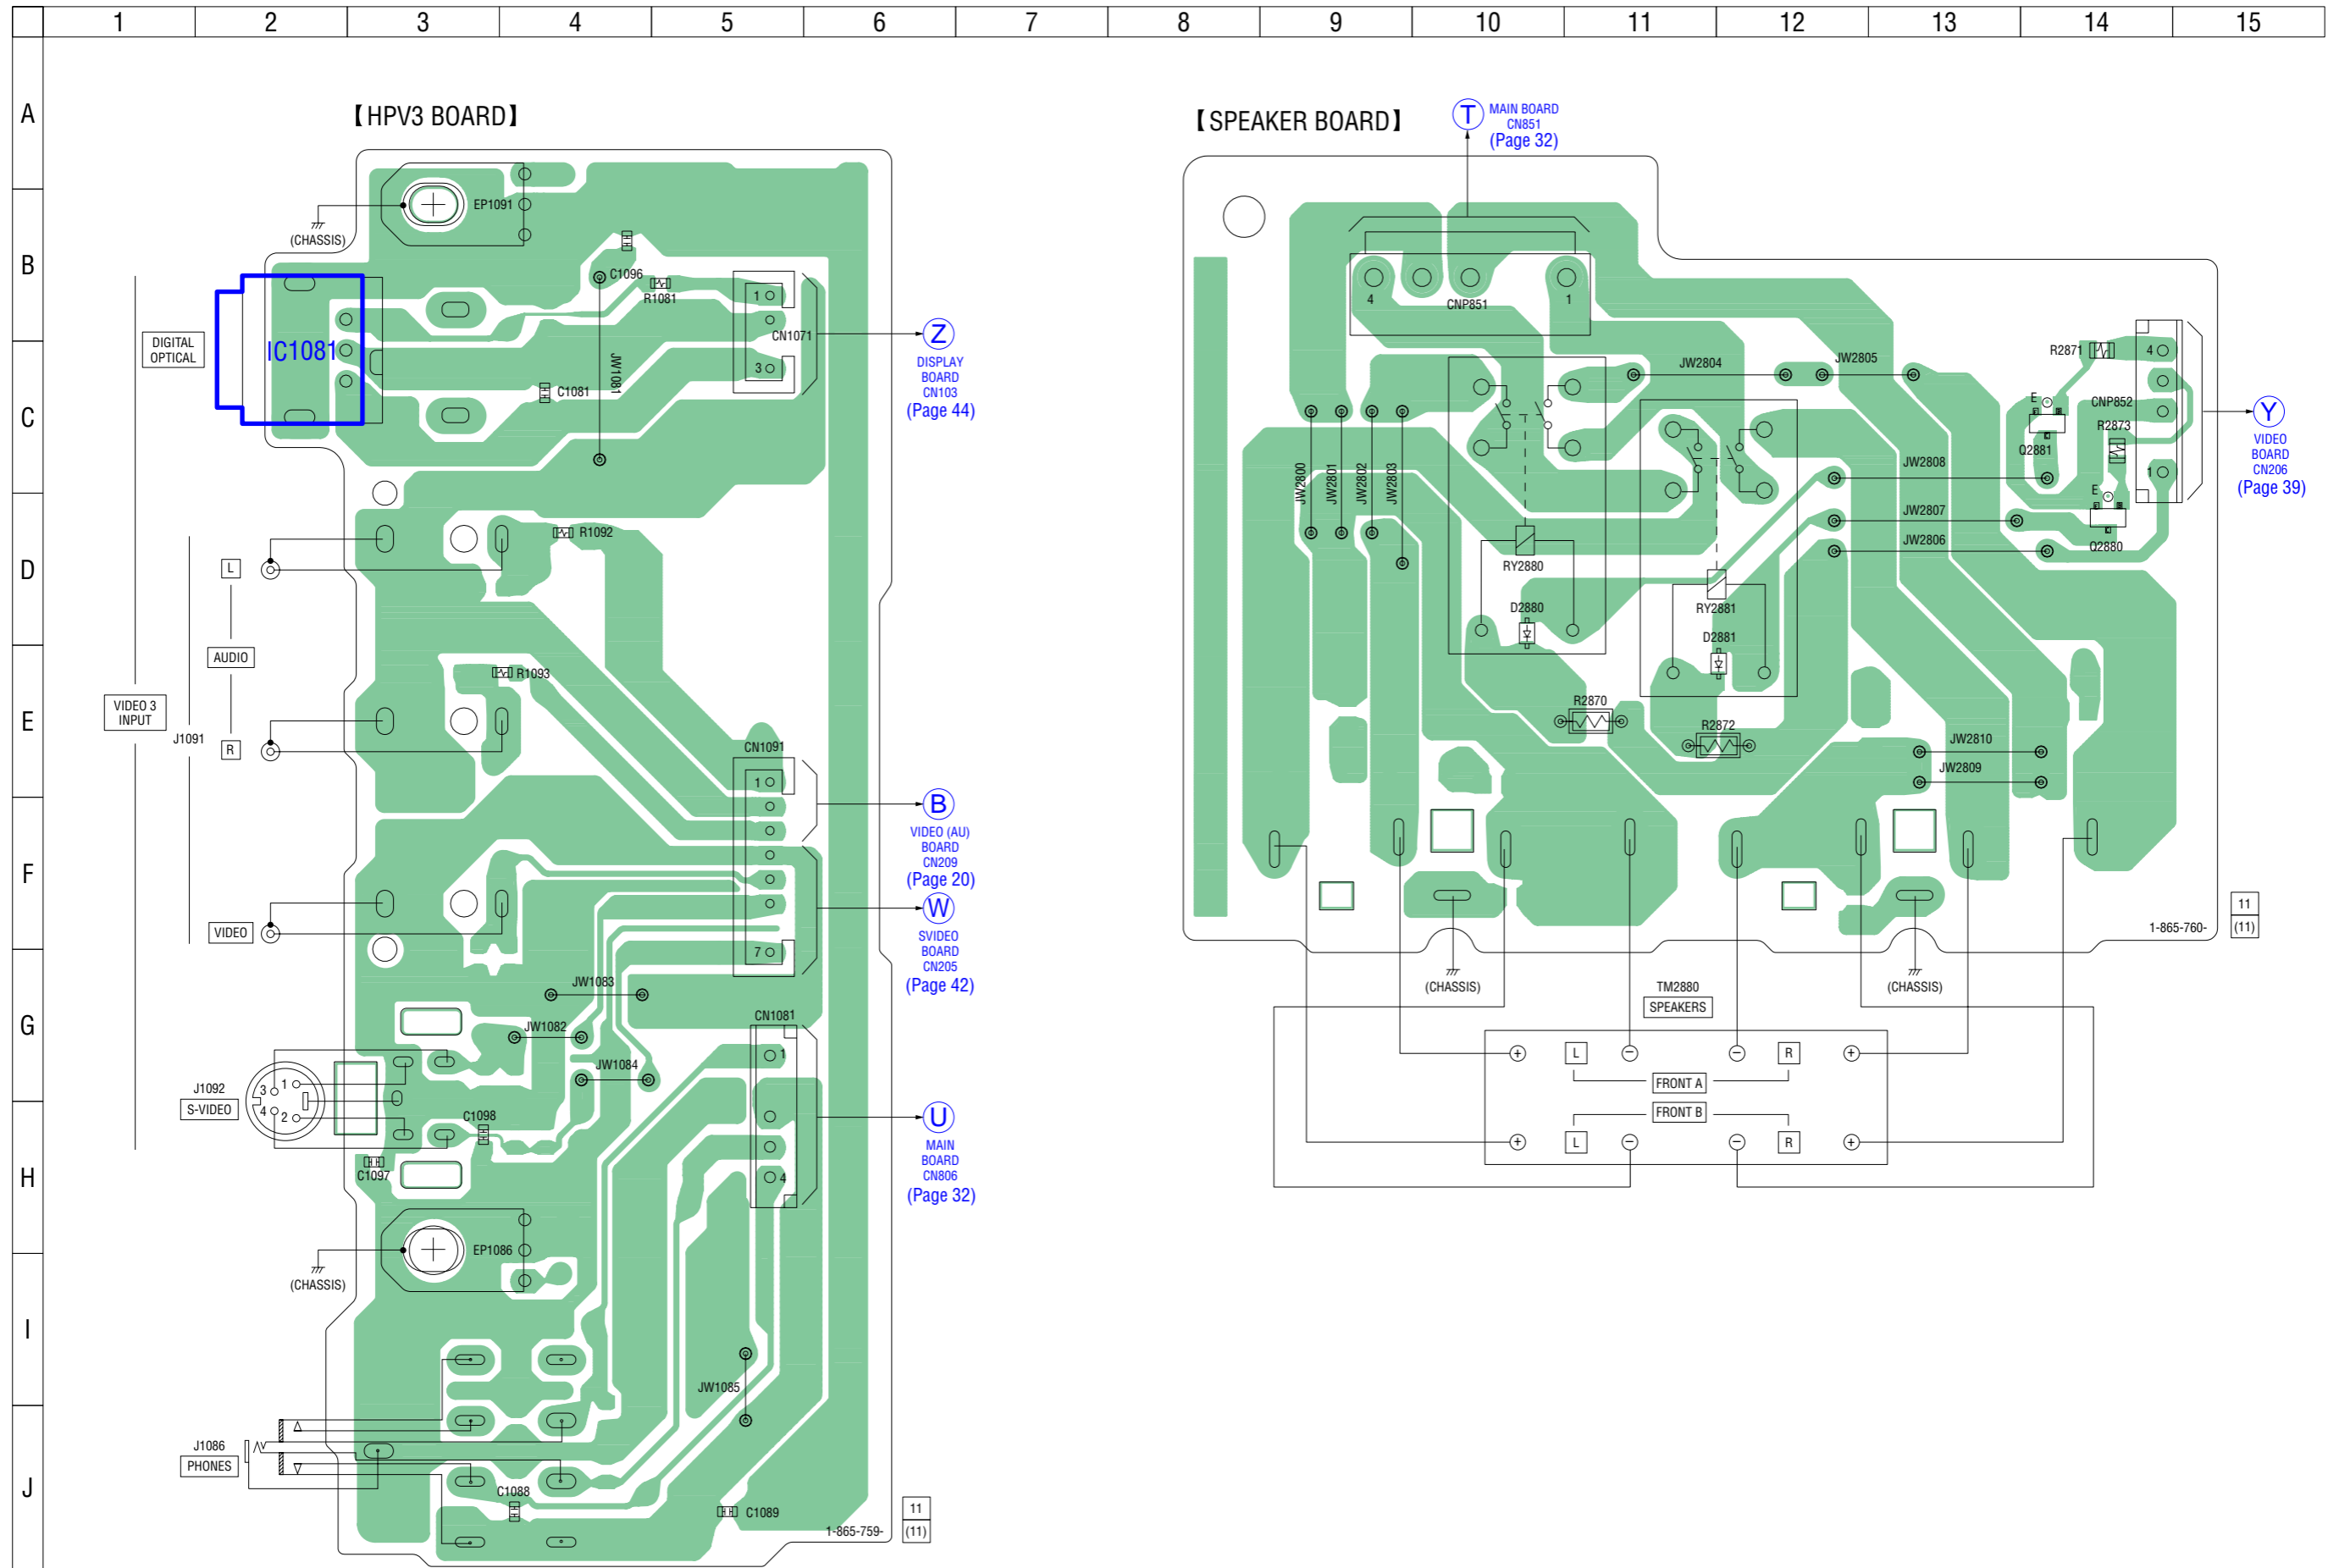 1 2 3 4 5 6 7 8 9 10 11 12 13 14 15
A
B
C
D
E
F
G
H
I
J
【HPV3 BOARD】
EP1091
(CHASSIS)
C1096
R1081
1
CN1071
3
DIGITAL
OPTICAL
IC1081
JW1081
C1081
Z
DISPLAY
BOARD
CN103
(Page 44)
R1092
L
AUDIO
R1093
VIDEO 3
INPUT
J1091
R
CN1091
1
B
VIDEO (AU)
BOARD
CN209
(Page 20)
W
SVIDEO
BOARD
CN205
(Page 42)
VIDEO
7
JW1083
JW1082
CN1081
1
JW1084
J1092
S-VIDEO
3 1
4 2
C1098
C1097
4
U
MAIN
BOARD
CN806
(Page 32)
EP1086
(CHASSIS)
JW1085
J1086
PHONES
C1088
C1089
1-865-759-
11
(11)
【SPEAKER BOARD】
T
MAIN BOARD
CN851
(Page 32)
4
CNP851
1
JW2804
JW2805
R2871
4
E
CNP852
R2873
Q2881
1
Y
VIDEO
BOARD
CN206
(Page 39)
JW2800
JW2801
JW2802
JW2803
JW2808
E
JW2807
JW2806
Q2880
RY2880
D2880
RY2881
D2881
R2870
R2872
JW2810
JW2809
1-865-760-
11
(11)
(CHASSIS)
TM2880
SPEAKERS
(CHASSIS)
+ L − − R +
FRONT A
FRONT B
+ L − − R +